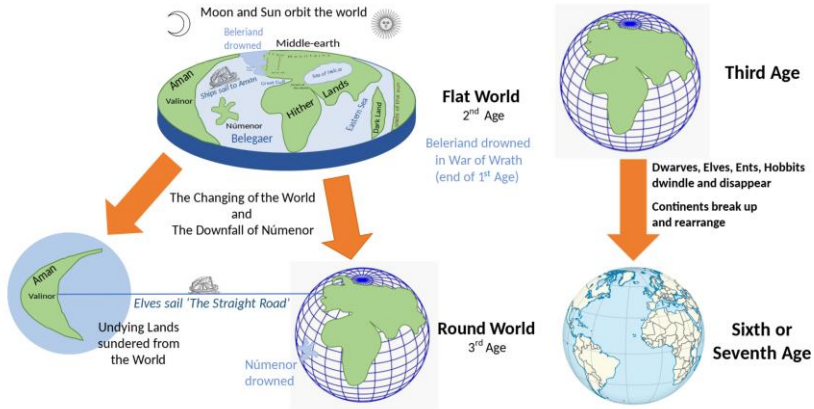 Moon and Sun orbit the world
Beleriand
drowned
Middle-earth
Aman
Valinor
Ships sail to Aman
Númenor
Belegaer
Hither
Lands
Sea of Helcar
Eastern Sea
Dark Land
Flat World
2nd Age
Beleriand drowned
in War of Wrath
(end of 1st Age)
The Changing of the World
and
The Downfall of Númenor
Aman
Valinor
Elves sail 'The Straight Road'
Undying Lands
sundered from
the World
Númenor
drowned
Round World
3rd Age
Third Age
Dwarves, Elves, Ents, Hobbits
dwindle and disappear
Continents break up
and rearrange
Sixth or
Seventh Age